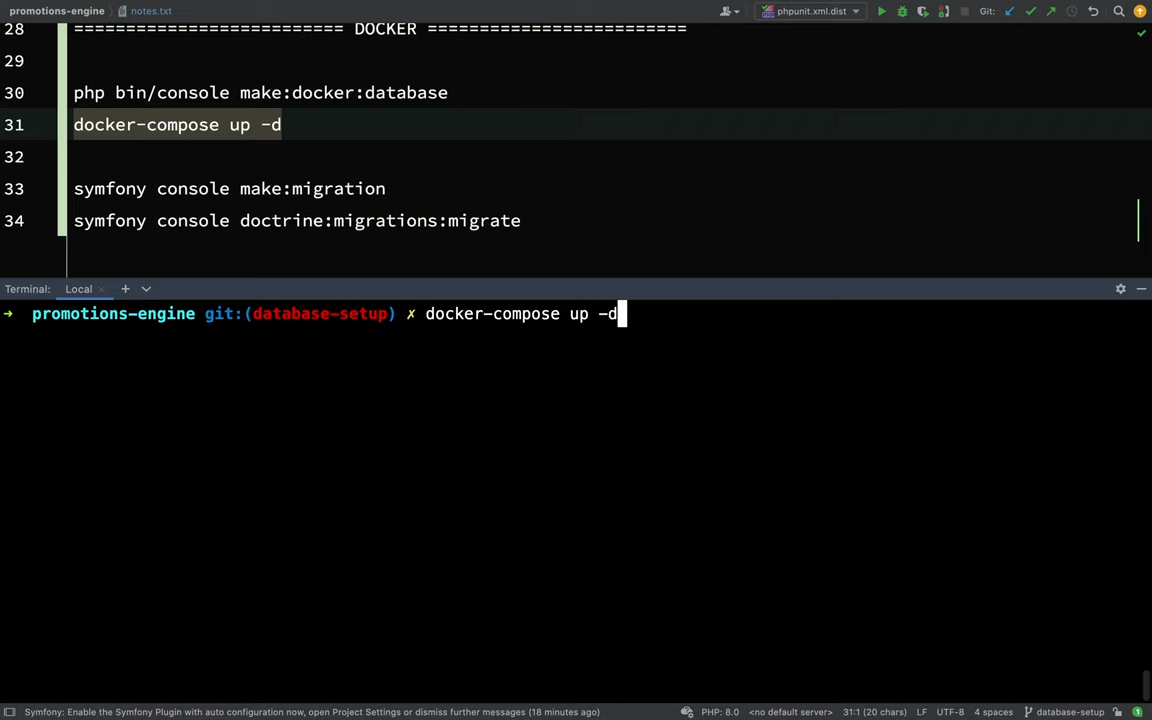 promotions-engine notes.txt phpunit.xml.dist Git:
28 ========================== DOCKER =========================
29
30 php bin/console make:docker:database
31 docker-compose up -d
32
33 symfony console make:migration
34 symfony console doctrine:migrations:migrate
Terminal: Local
→ promotions-engine git:(database-setup) ✗ docker-compose up -d
Symfony: Enable the Symfony Plugin with auto configuration now, open Project Settings or dismiss further messages (18 minutes ago) PHP: 8.0 <no default server> 31:1 (20 chars) LF UTF-8 4 spaces database-setup 1